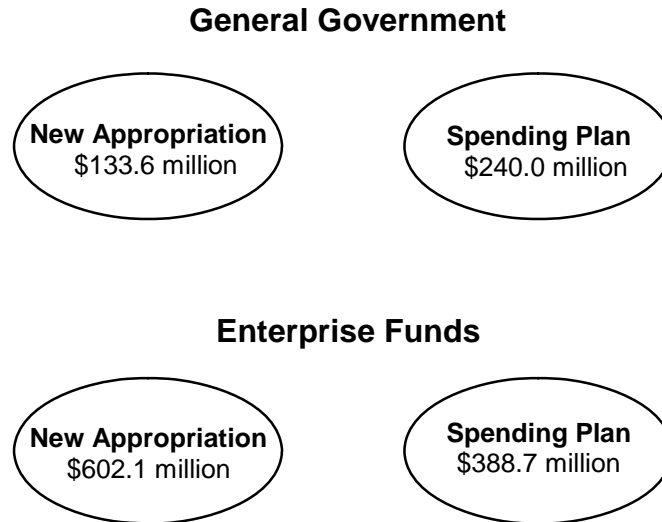 General Government
New Appropriation
$133.6 million
Spending Plan
$240.0 million
Enterprise Funds
New Appropriation
$602.1 million
Spending Plan
$388.7 million